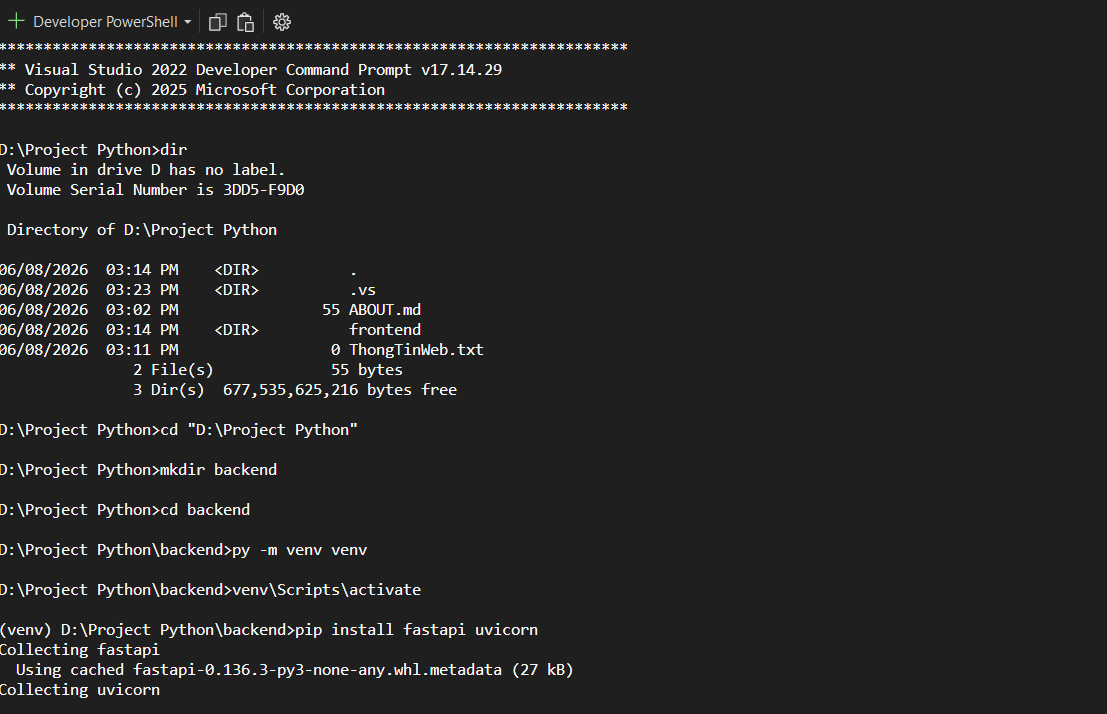 Developer PowerShell
**********************************************************************
** Visual Studio 2022 Developer Command Prompt v17.14.29
** Copyright (c) 2025 Microsoft Corporation
**********************************************************************
D:\Project Python>dir
Volume in drive D has no label.
Volume Serial Number is 3DD5-F9D0
Directory of D:\Project Python
06/08/2026  03:14 PM    <DIR>          .
06/08/2026  03:23 PM    <DIR>          .vs
06/08/2026  03:02 PM                55 ABOUT.md
06/08/2026  03:14 PM    <DIR>          frontend
06/08/2026  03:11 PM                 0 ThongTinWeb.txt
2 File(s)             55 bytes
3 Dir(s)  677,535,625,216 bytes free
D:\Project Python>cd "D:\Project Python"
D:\Project Python>mkdir backend
D:\Project Python>cd backend
D:\Project Python\backend>py -m venv venv
D:\Project Python\backend>venv\Scripts\activate
(venv) D:\Project Python\backend>pip install fastapi uvicorn
Collecting fastapi
Using cached fastapi-0.136.3-py3-none-any.whl.metadata (27 kB)
Collecting uvicorn